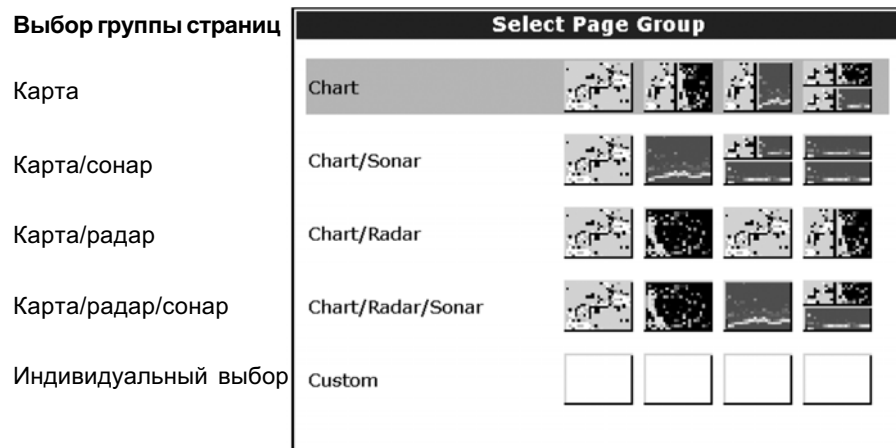 Выбор группы страниц
Select Page Group
Карта
Chart
Карта/сонар
Chart/Sonar
Карта/радар
Chart/Radar
Карта/радар/сонар
Chart/Radar/Sonar
Индивидуальный выбор
Custom